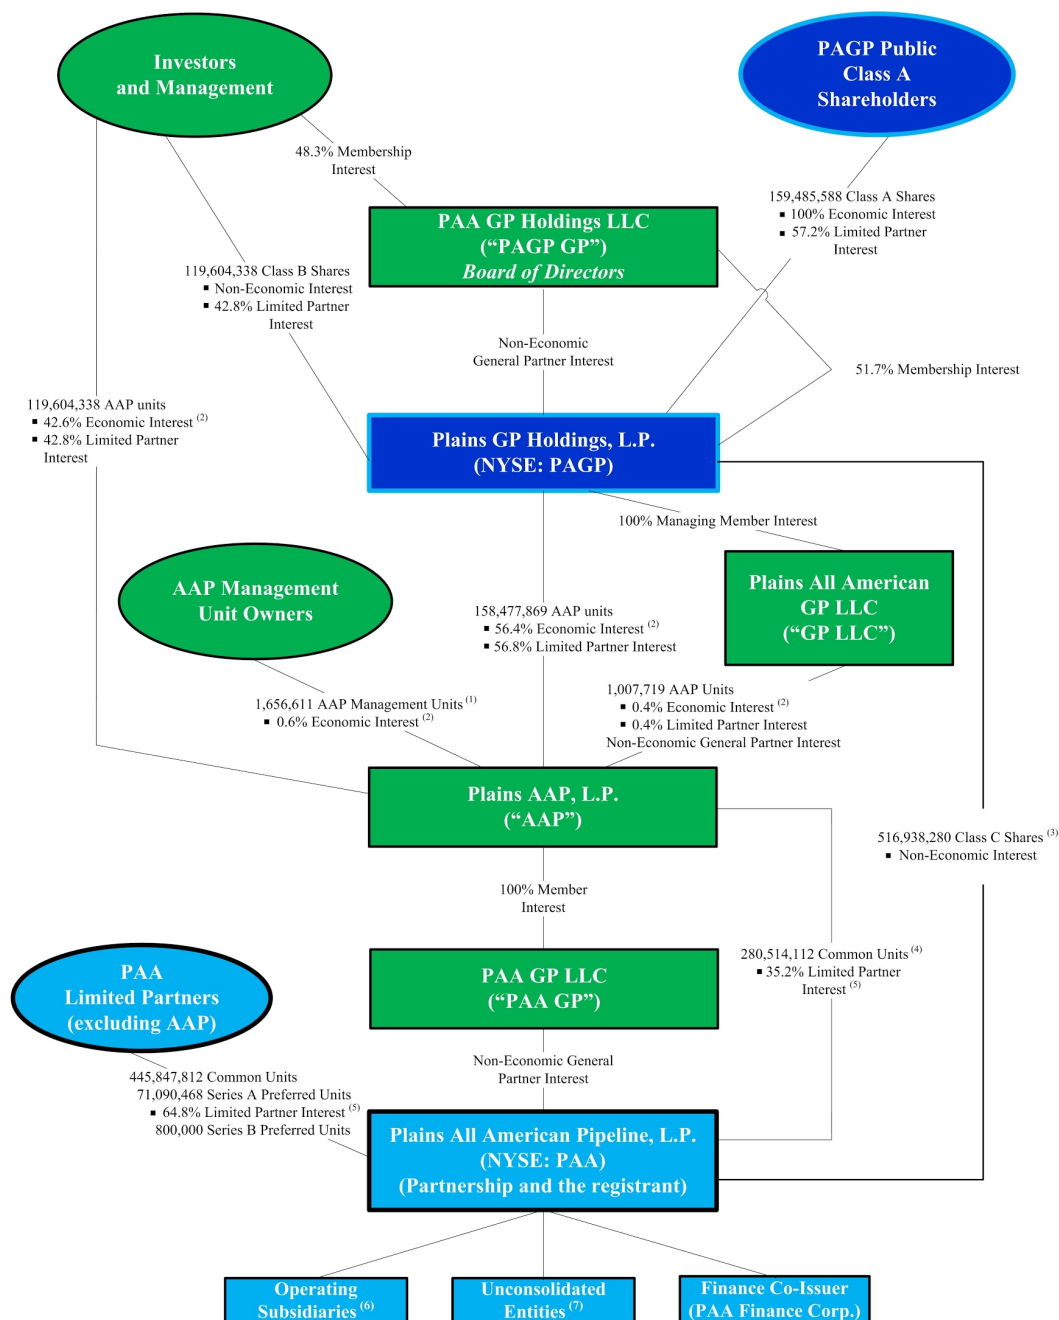 Investors
and Management
PAGP Public
Class A
Shareholders
48.3% Membership
Interest
159,485,588 Class A Shares
▪ 100% Economic Interest
▪ 57.2% Limited Partner
Interest
PAA GP Holdings LLC
(“PAGP GP”)
Board of Directors
119,604,338 Class B Shares
▪ Non-Economic Interest
▪ 42.8% Limited Partner
Interest
Non-Economic
General Partner Interest
51.7% Membership Interest
119,604,338 AAP units
▪ 42.6% Economic Interest (2)
▪ 42.8% Limited Partner
Interest
Plains GP Holdings, L.P.
(NYSE: PAGP)
100% Managing Member Interest
AAP Management
Unit Owners
Plains All American
GP LLC
(“GP LLC”)
158,477,869 AAP units
▪ 56.4% Economic Interest (2)
▪ 56.8% Limited Partner Interest
1,656,611 AAP Management Units (1)
▪ 0.6% Economic Interest (2)
1,007,719 AAP Units
▪ 0.4% Economic Interest (2)
▪ 0.4% Limited Partner Interest
Non-Economic General Partner Interest
Plains AAP, L.P.
(“AAP”)
516,938,280 Class C Shares (3)
▪ Non-Economic Interest
100% Member
Interest
280,514,112 Common Units (4)
▪ 35.2% Limited Partner
Interest (5)
PAA
Limited Partners
(excluding AAP)
PAA GP LLC
(“PAA GP”)
Non-Economic General
Partner Interest
445,847,812 Common Units
71,090,468 Series A Preferred Units
▪ 64.8% Limited Partner Interest (5)
800,000 Series B Preferred Units
Plains All American Pipeline, L.P.
(NYSE: PAA)
(Partnership and the registrant)
Operating
Subsidiaries (6)
Unconsolidated
Entities (7)
Finance Co-Issuer
(PAA Finance Corp.)